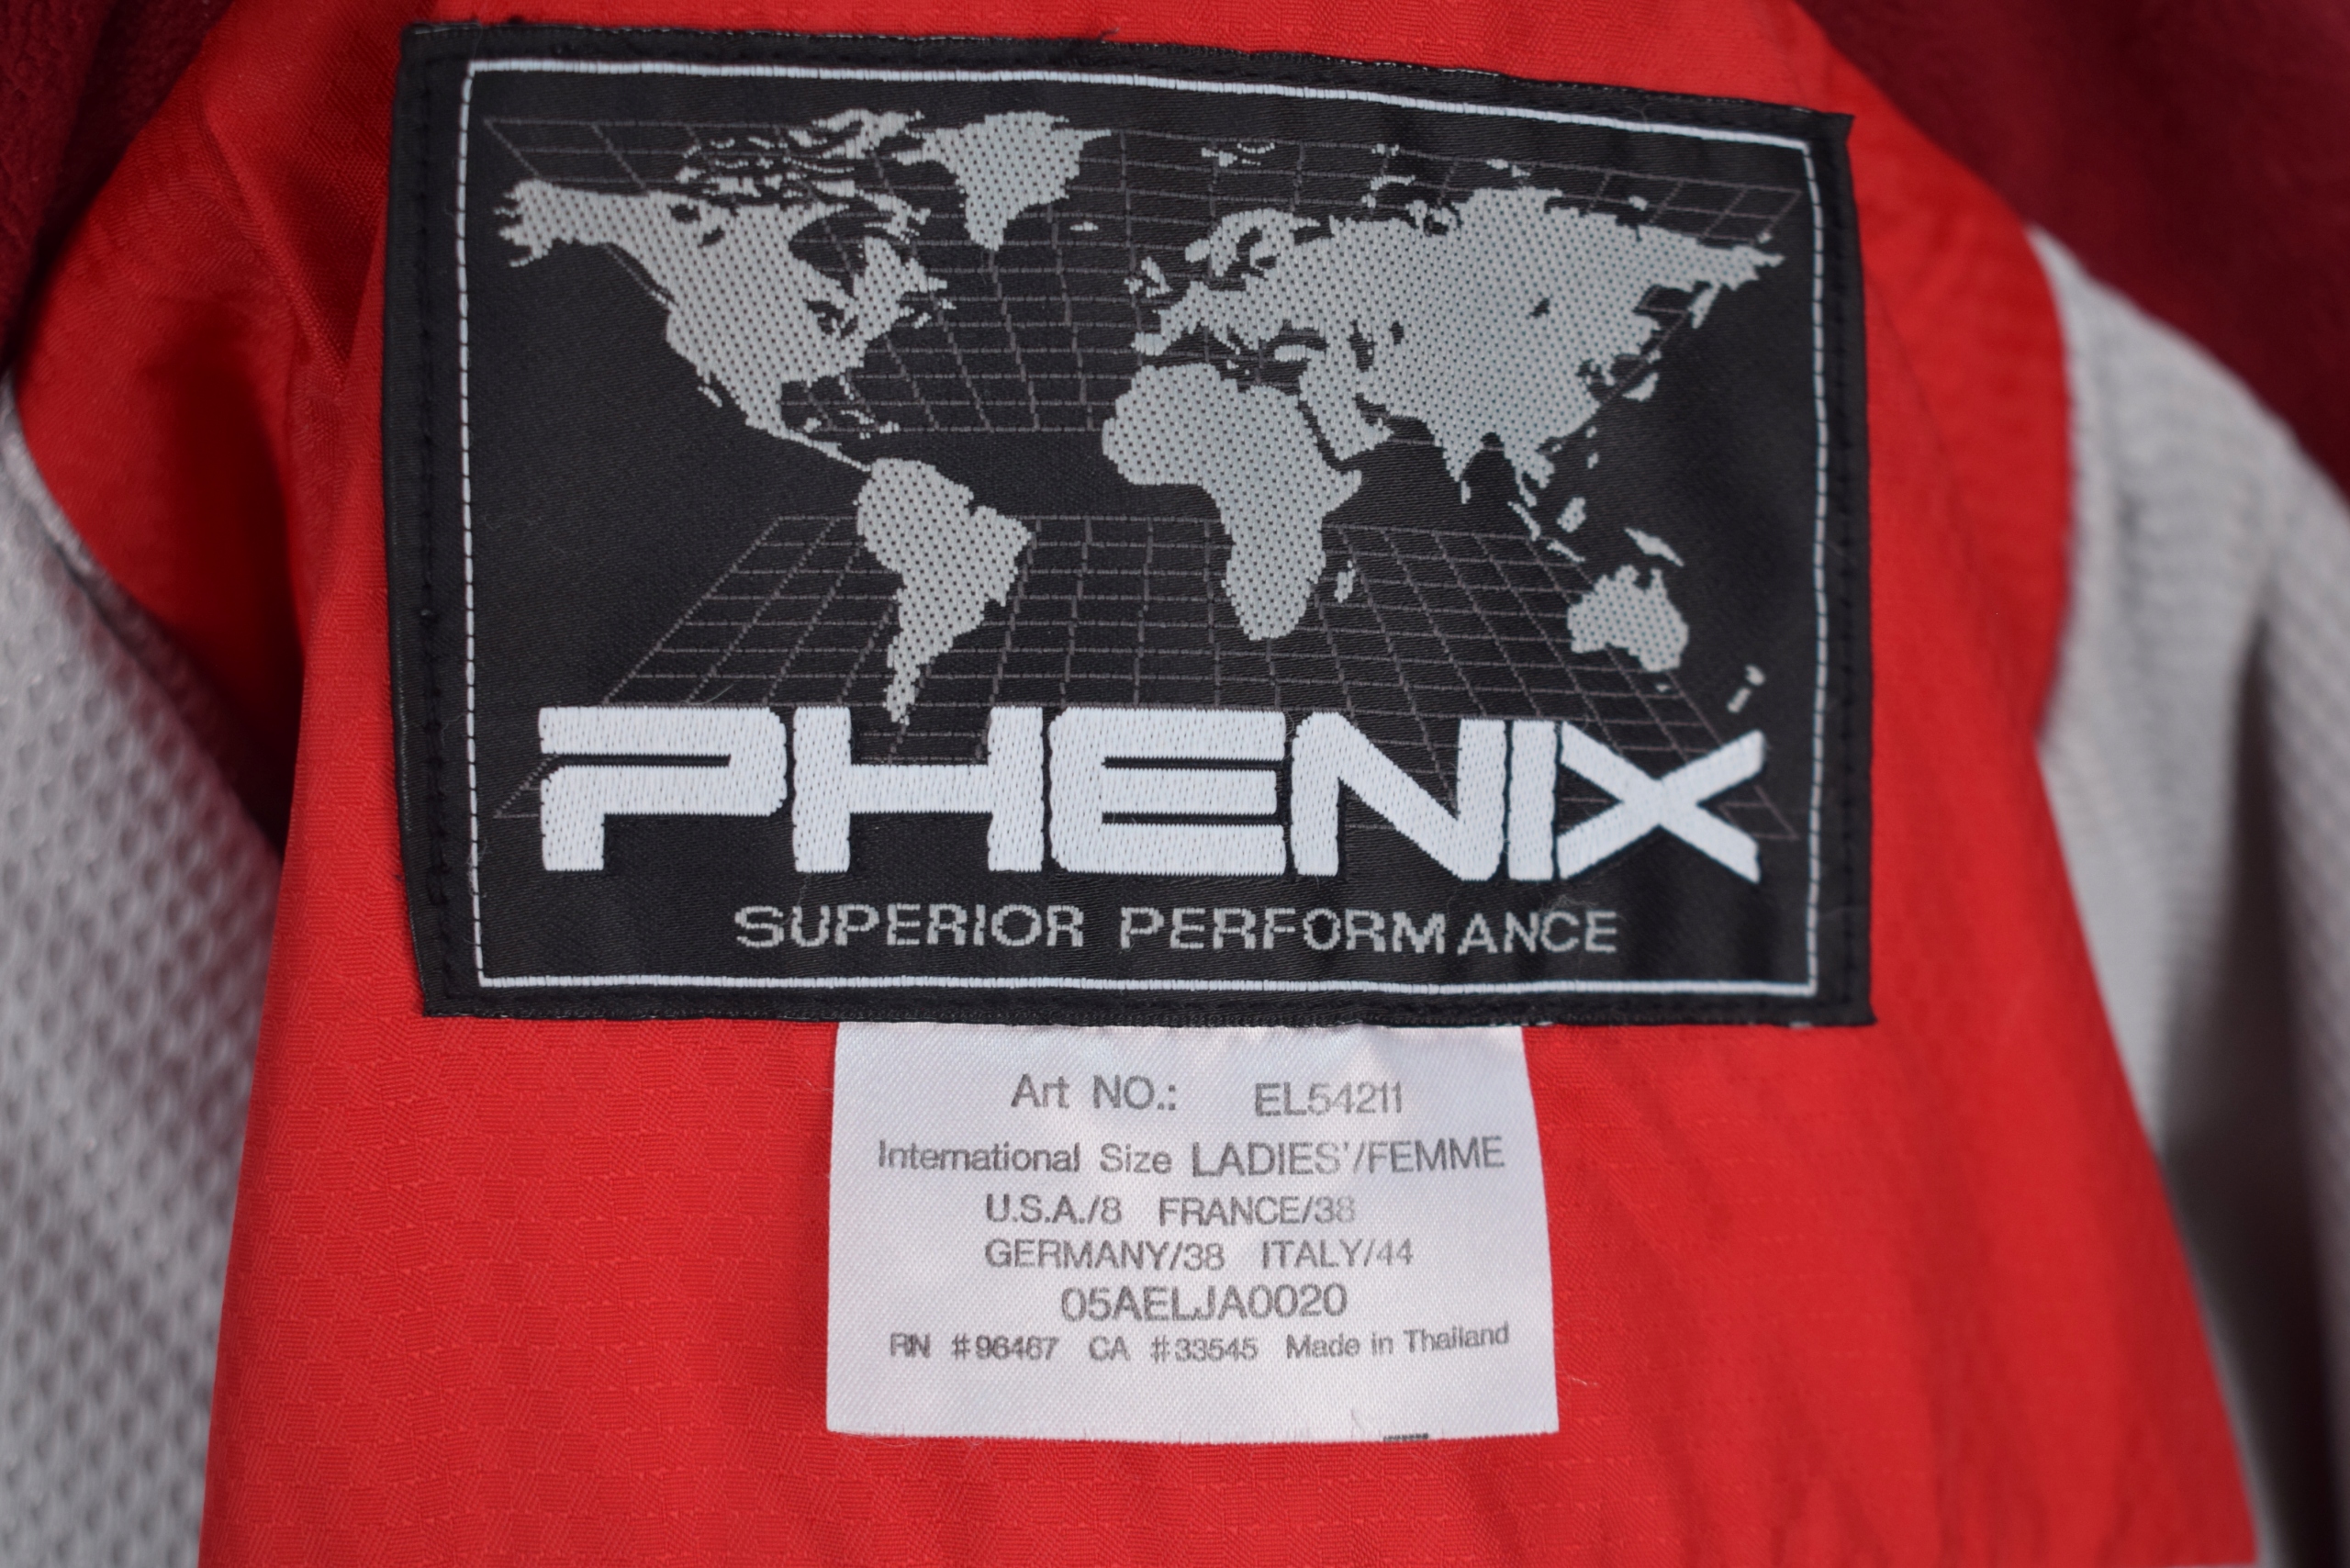 PHENIX
SUPERIOR PERFORMANCE
Art NO.: EL54211
International Size LADIES'/FEMME
U.S.A./8 FRANCE/38
GERMANY/38 ITALY/44
05AELJA0020
RN #96467 CA #33545 Made in Thailand